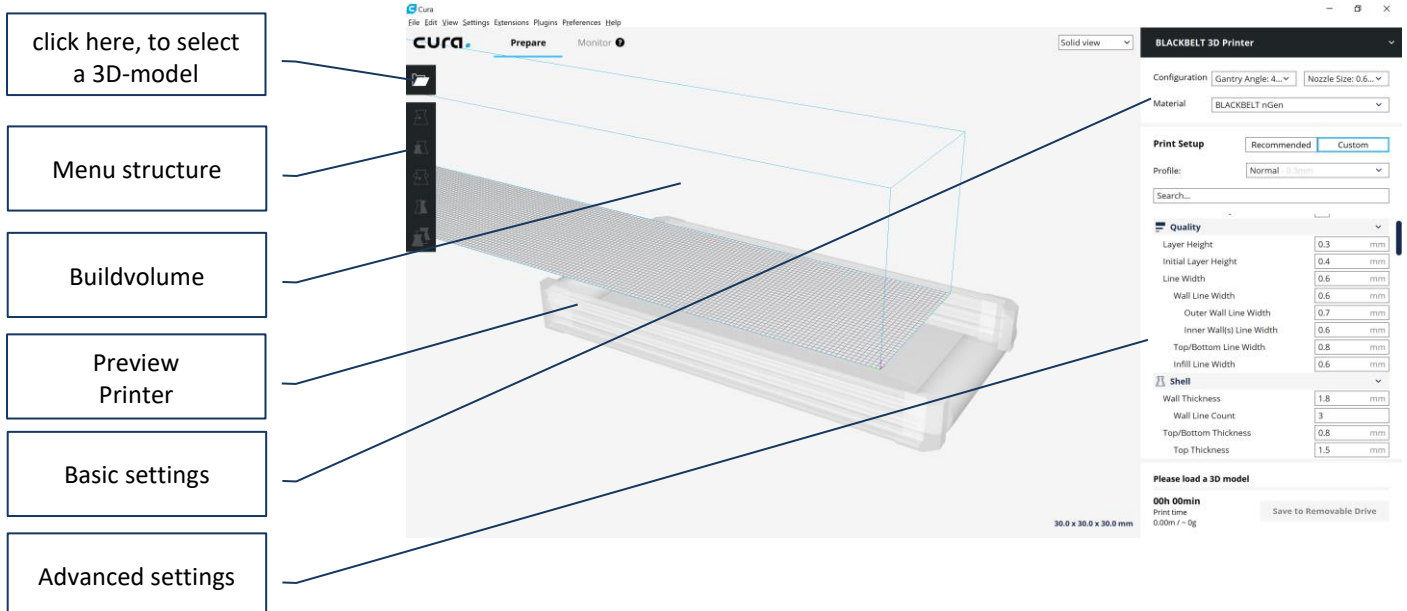 click here, to select
a 3D-model
Menu structure
Buildvolume
Preview
Printer
Basic settings
Advanced settings
Cura
File Edit View Settings Extensions Plugins Preferences Help
cura.
Prepare
Monitor ?
Solid view
BLACKBELT 3D Printer
Configuration Gantry Angle: 4... Nozzle Size: 0.6...
Material BLACKBELT nGen
Print Setup Recommended Custom
Profile: Normal - 0.3mm
Search...
Quality
Layer Height 0.3 mm
Initial Layer Height 0.4 mm
Line Width 0.6 mm
Wall Line Width 0.6 mm
Outer Wall Line Width 0.7 mm
Inner Wall(s) Line Width 0.6 mm
Top/Bottom Line Width 0.8 mm
Infill Line Width 0.6 mm
Shell
Wall Thickness 1.8 mm
Wall Line Count 3
Top/Bottom Thickness 0.8 mm
Top Thickness 1.5 mm
Please load a 3D model
00h 00min
Print time
0.00m / ~ 0g
Save to Removable Drive
30.0 x 30.0 x 30.0 mm